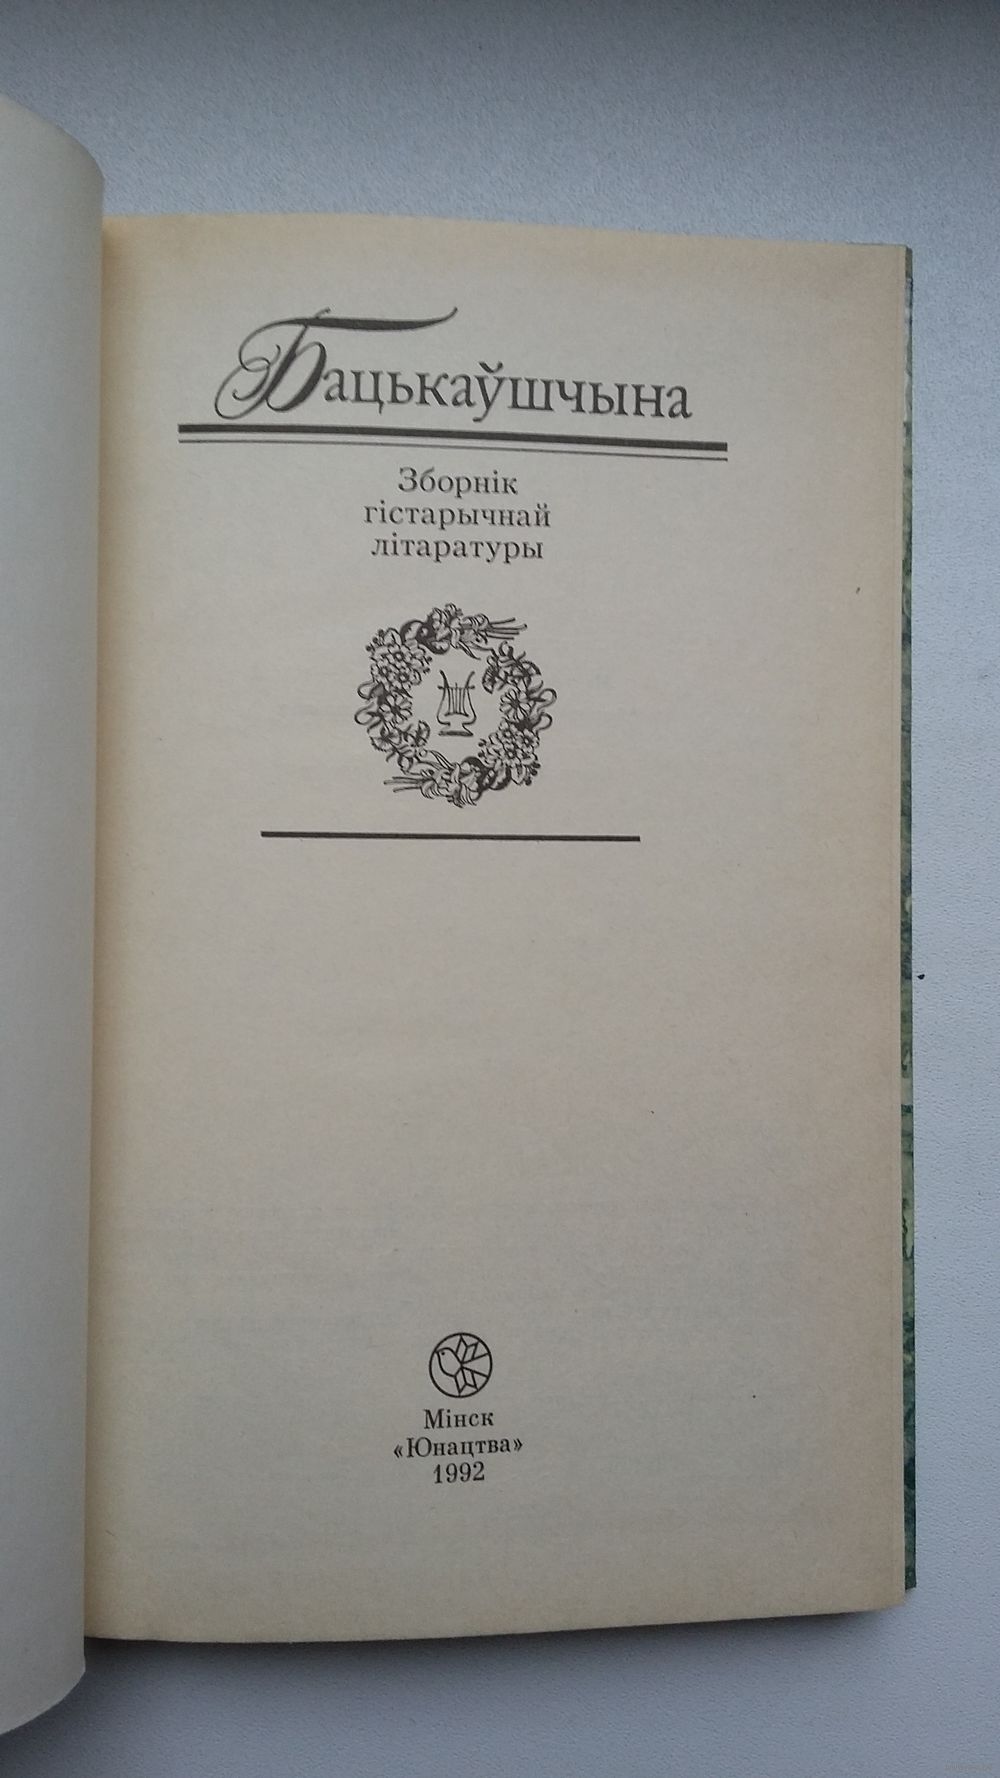 Бацькаўшчына
Зборнік
гістарычнай
літаратуры
Мінск
«Юнацтва»
1992